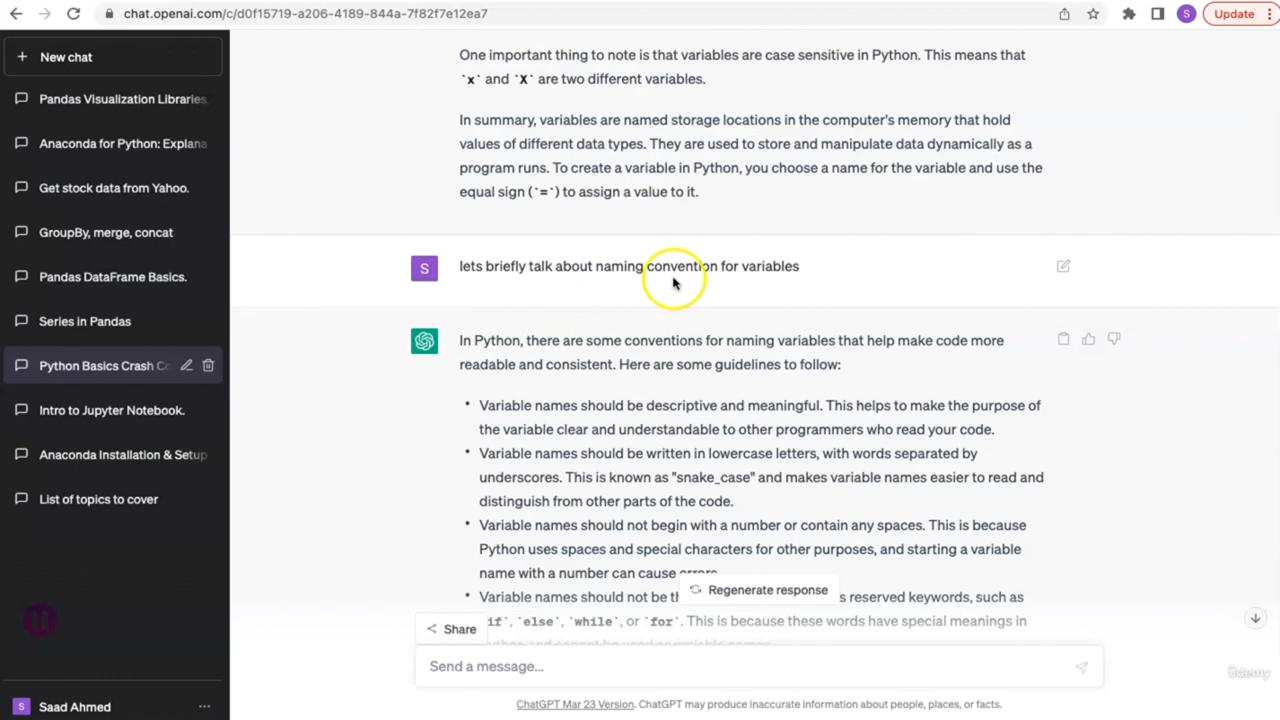 chat.openai.com/c/d0f15719-a206-4189-844a-7f82f7e12ea7
S
Update
New chat
Pandas Visualization Libraries
Anaconda for Python: Explana
Get stock data from Yahoo.
GroupBy, merge, concat
Pandas DataFrame Basics.
Series in Pandas
Python Basics Crash Co
Intro to Jupyter Notebook.
Anaconda Installation & Setup
List of topics to cover
Saad Ahmed
S
One important thing to note is that variables are case sensitive in Python. This means that
`x` and `X` are two different variables.
In summary, variables are named storage locations in the computer's memory that hold
values of different data types. They are used to store and manipulate data dynamically as a
program runs. To create a variable in Python, you choose a name for the variable and use the
equal sign (`=`) to assign a value to it.
S
lets briefly talk about naming convention for variables
In Python, there are some conventions for naming variables that help make code more
readable and consistent. Here are some guidelines to follow:
• Variable names should be descriptive and meaningful. This helps to make the purpose of
the variable clear and understandable to other programmers who read your code.
• Variable names should be written in lowercase letters, with words separated by
underscores. This is known as "snake_case" and makes variable names easier to read and
distinguish from other parts of the code.
• Variable names should not begin with a number or contain any spaces. This is because
Python uses spaces and special characters for other purposes, and starting a variable
name with a number can cause errors.
Regenerate response
• Variable names should not be th s reserved keywords, such as
if`, `else`, `while`, or `for`. This is because these words have special meanings in
Share
Send a message...
ChatGPT Mar 23 Version. ChatGPT may produce inaccurate information about people, places, or facts.
ûdemy